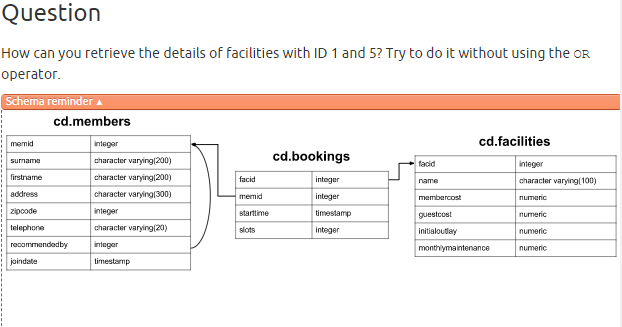 Question
How can you retrieve the details of facilities with ID 1 and 5? Try to do it without using the OR
operator.
Schema reminder ▲
cd.members
memid integer
surname character varying(200)
firstname character varying(200)
address character varying(300)
zipcode integer
telephone character varying(20)
recommendedby integer
joindate timestamp
cd.bookings
facid integer
memid integer
starttime timestamp
slots integer
cd.facilities
facid integer
name character varying(100)
membercost numeric
guestcost numeric
initialoutlay numeric
monthlymaintenance numeric